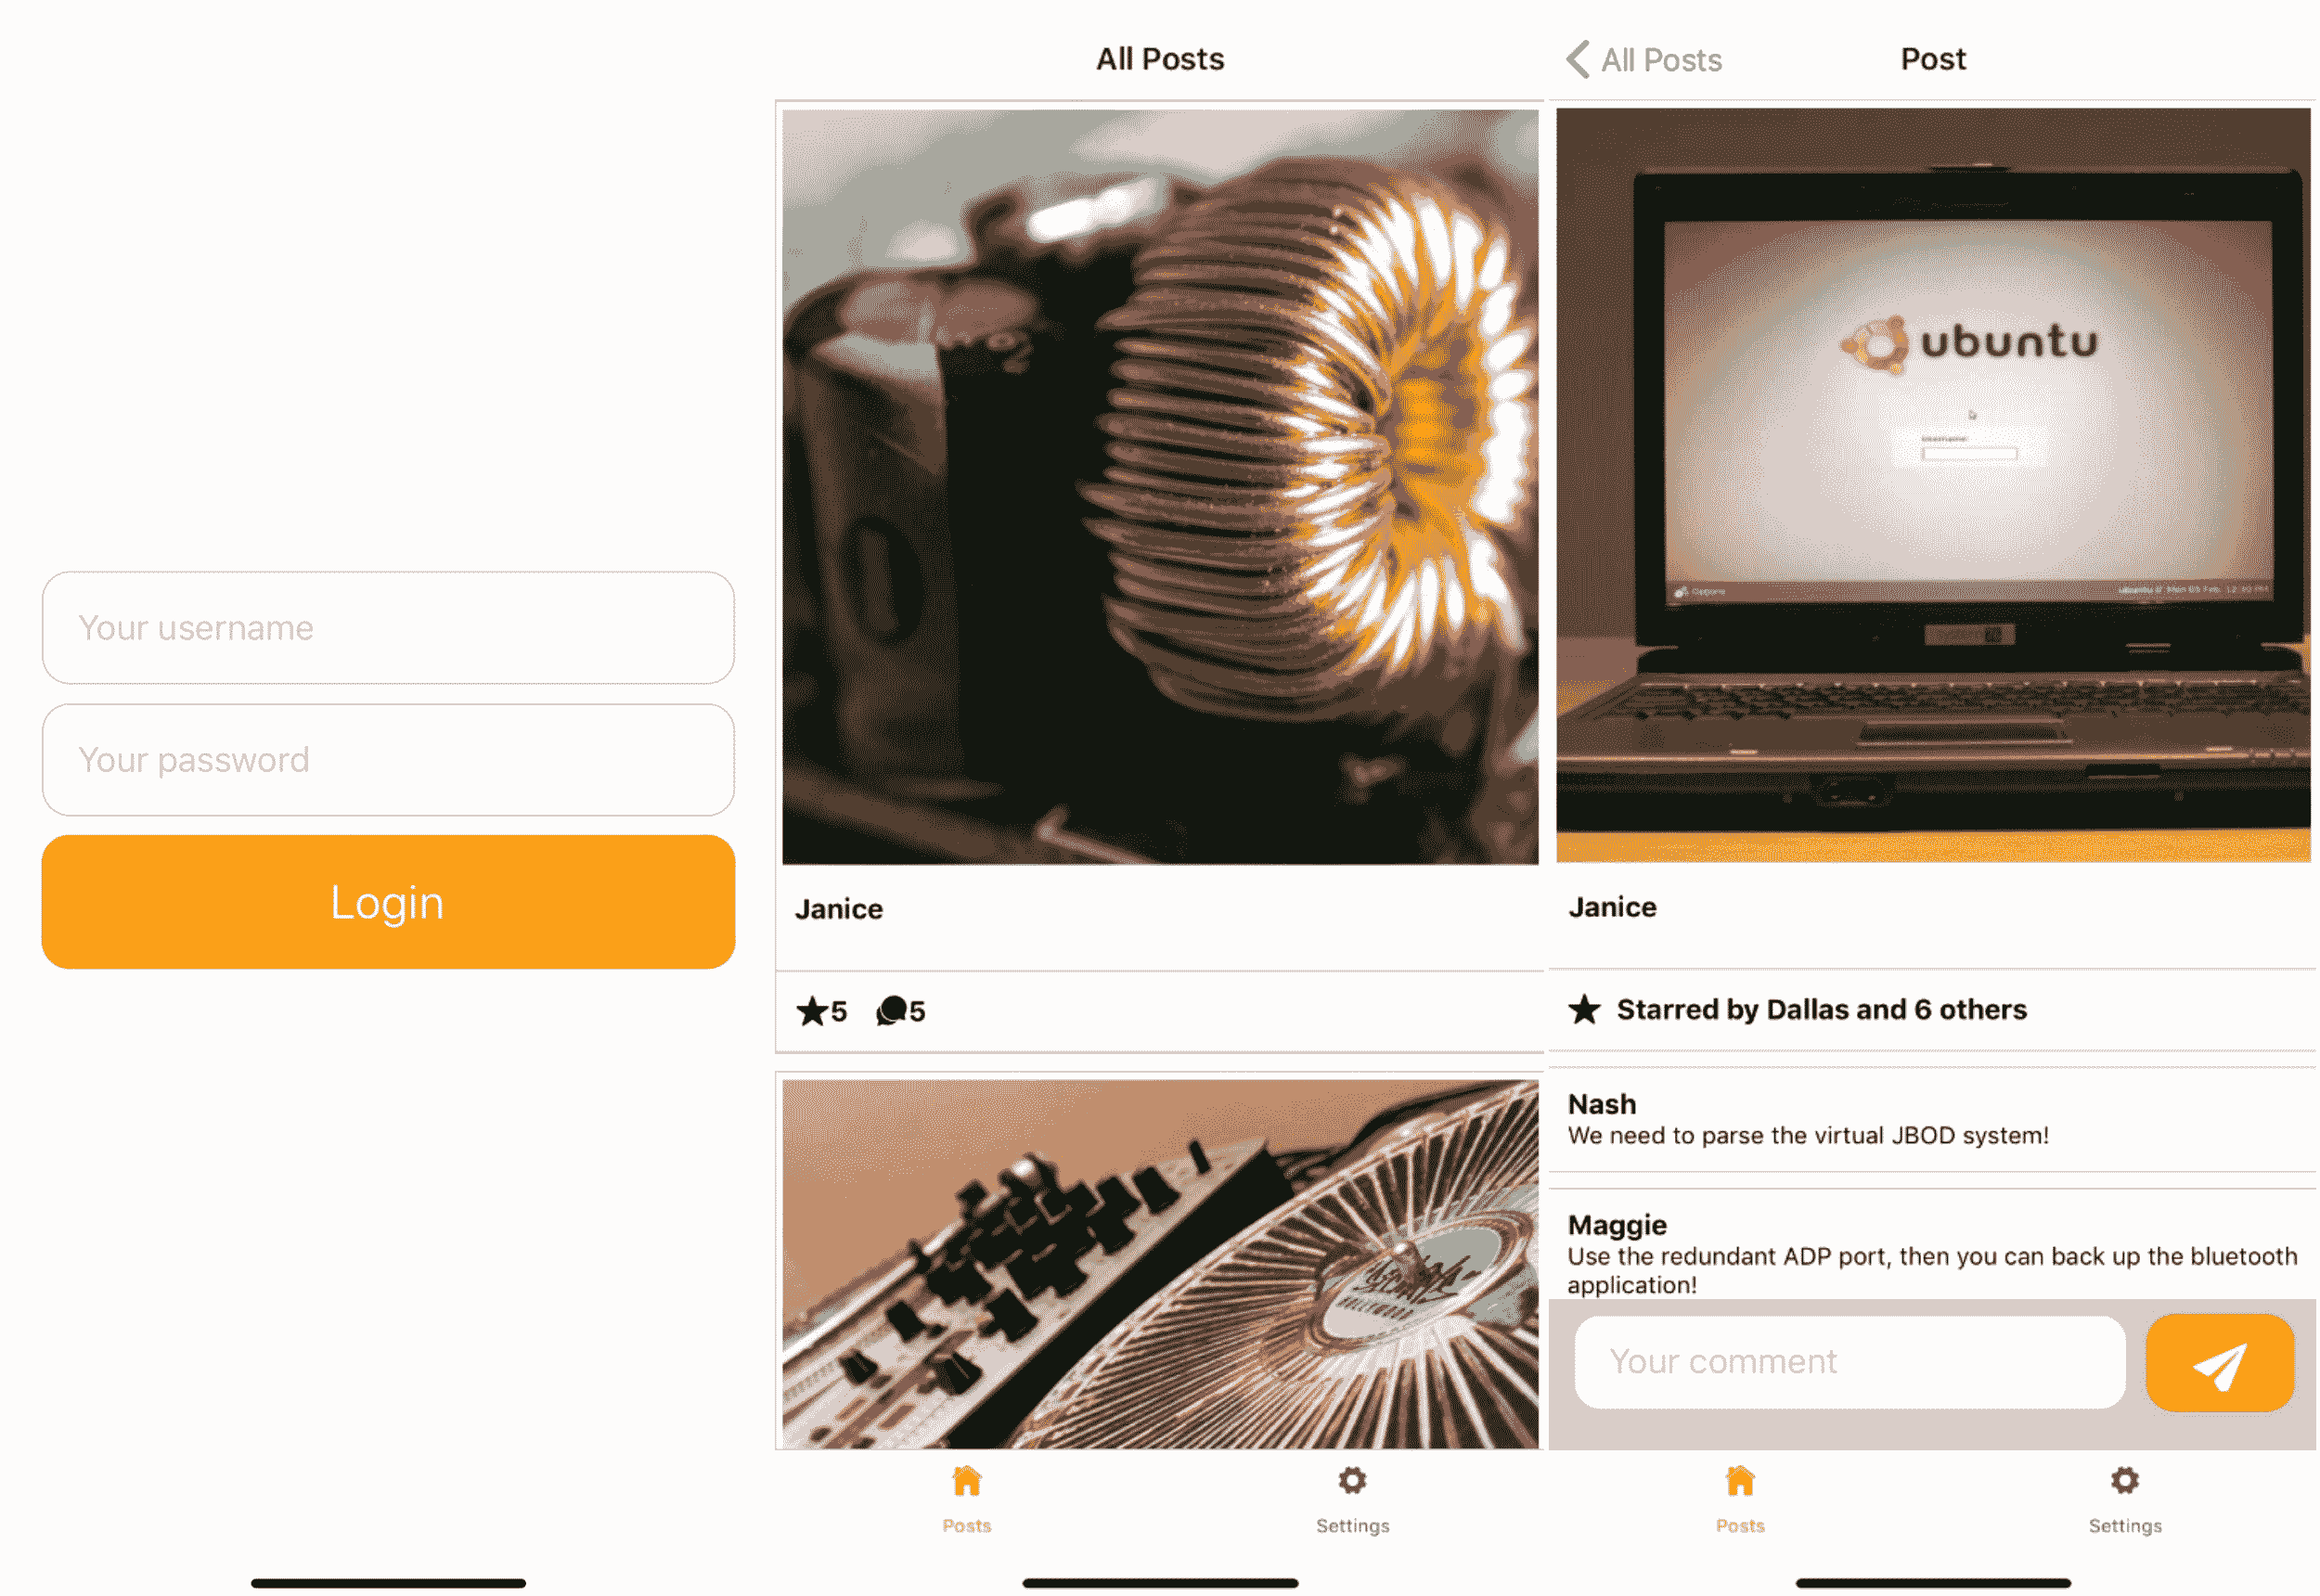 Your username
Your password
Login
All Posts
Janice
5 5
Posts
Settings
All Posts
Post
ubuntu
Janice
Starred by Dallas and 6 others
Nash
We need to parse the virtual JBOD system!
Maggie
Use the redundant ADP port, then you can back up the bluetooth
application!
Your comment
Posts
Settings